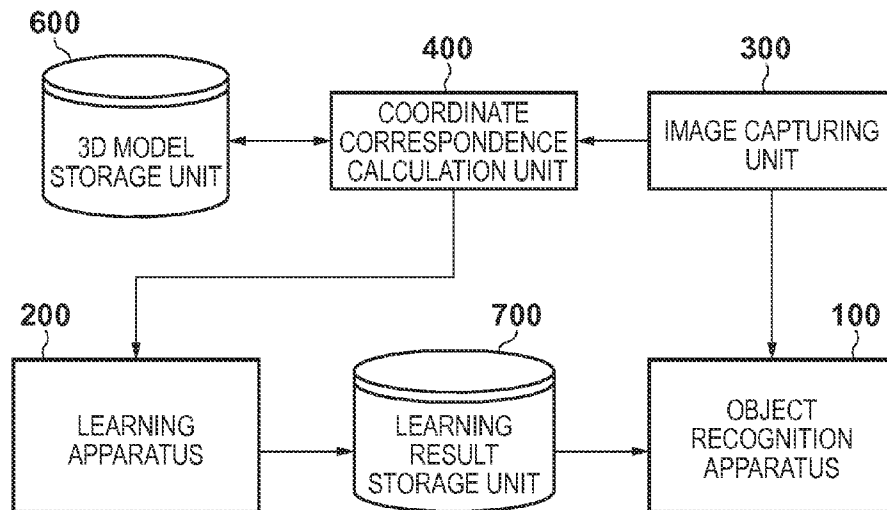 600
400
300
3D MODEL
STORAGE UNIT
COORDINATE
CORRESPONDENCE
CALCULATION UNIT
IMAGE CAPTURING
UNIT
200
700
100
LEARNING
APPARATUS
LEARNING
RESULT
STORAGE UNIT
OBJECT
RECOGNITION
APPARATUS